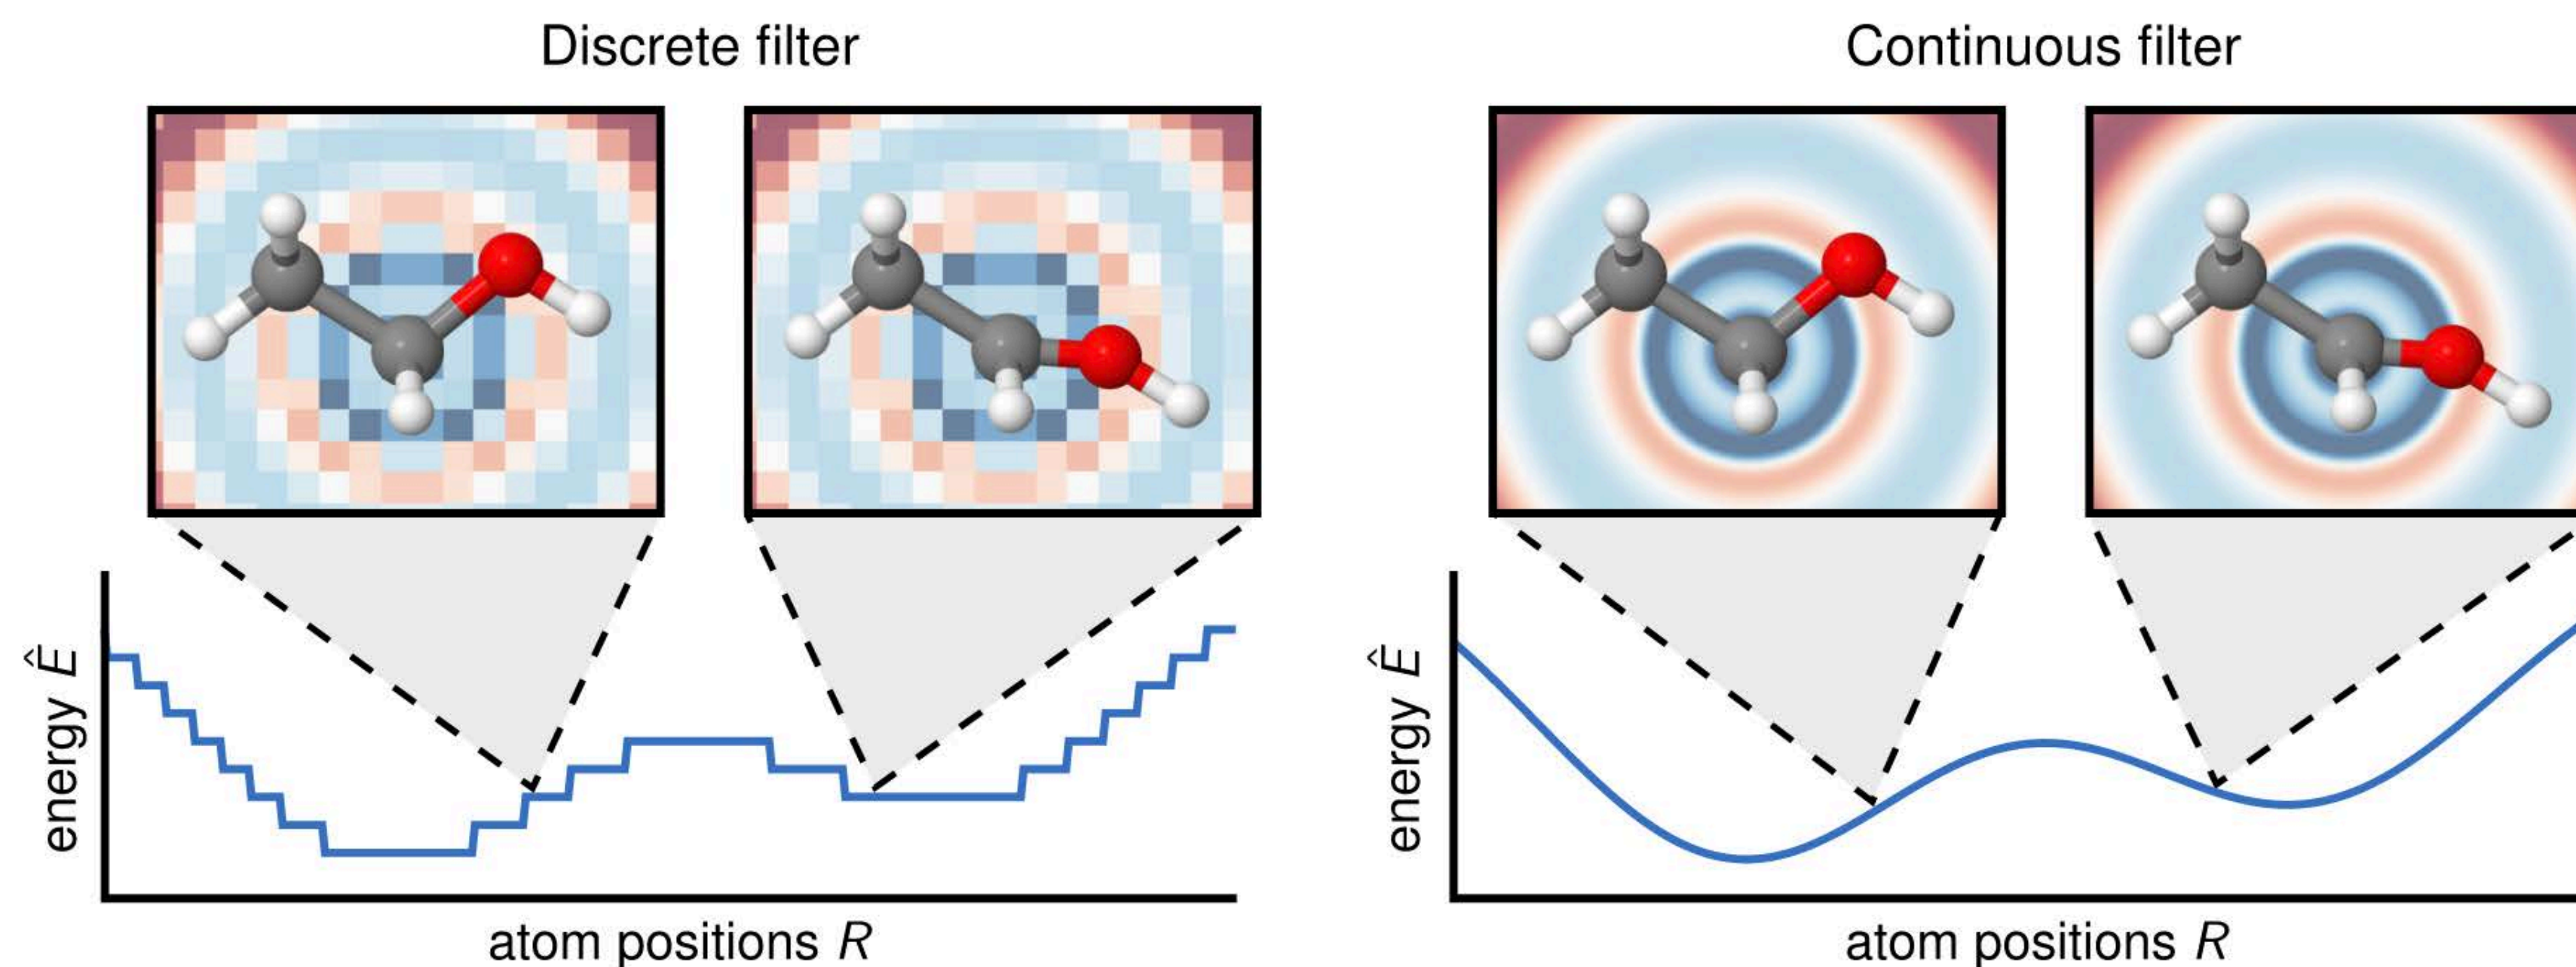 Discrete filter
Continuous filter
energy Ê
energy Ê
atom positions R
atom positions R